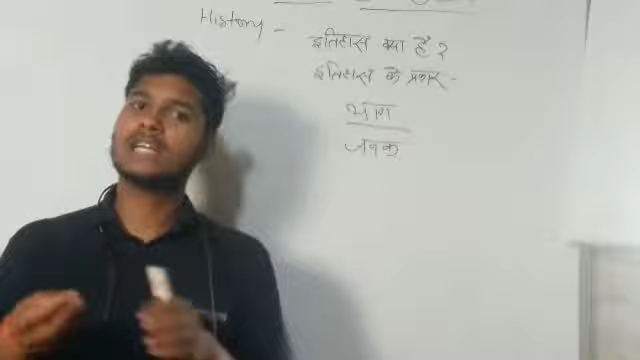 History - इतिहास क्या है ?
इतिहास के प्रकार -
भाग
जनक